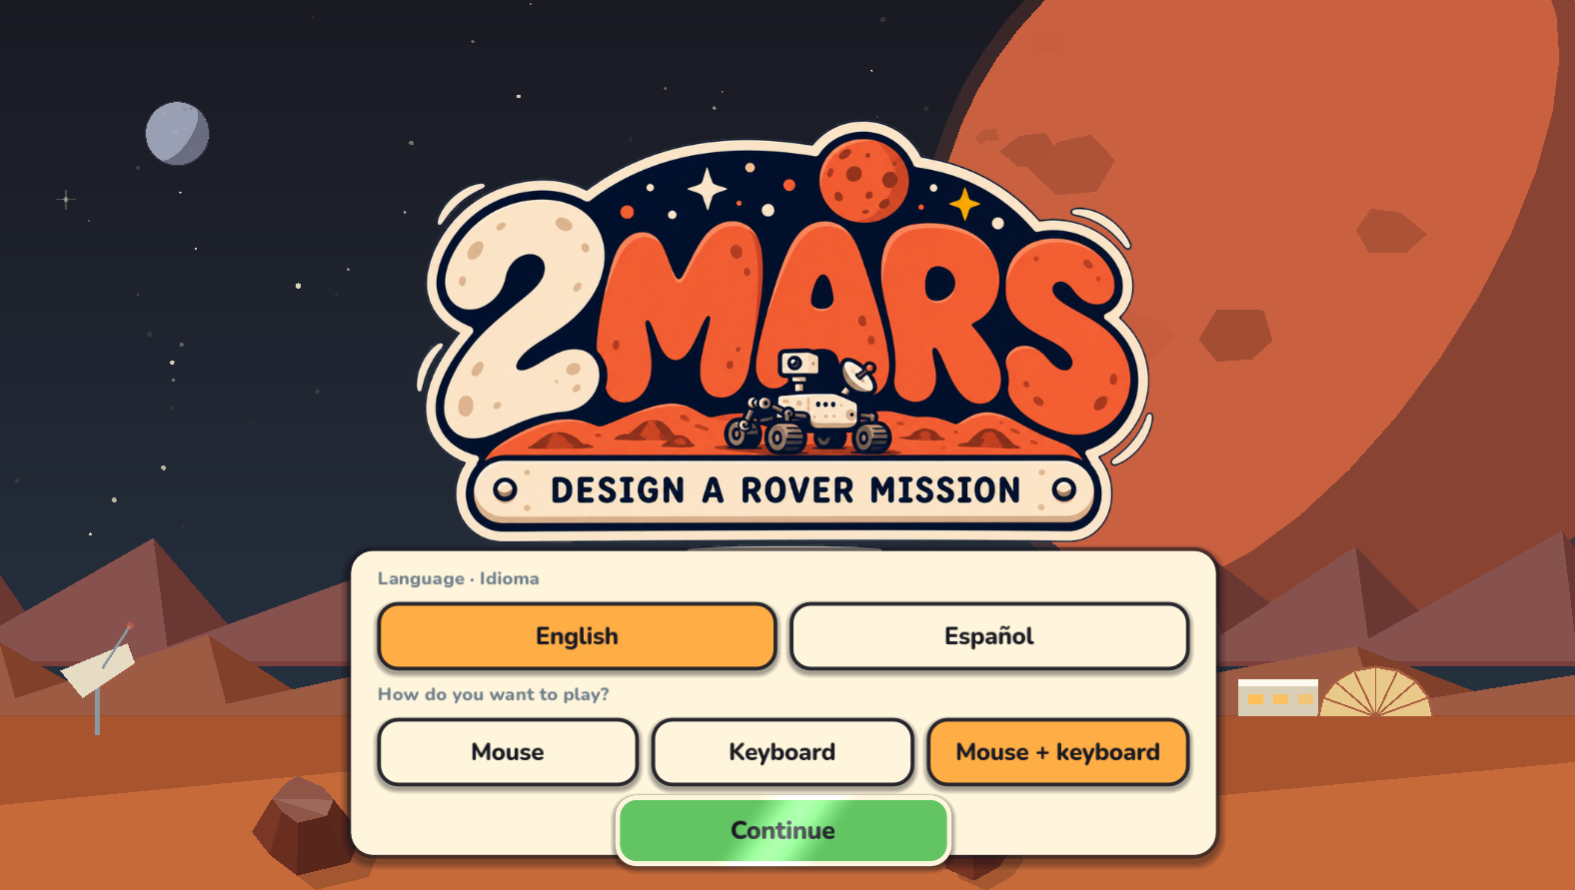 2MARS
DESIGN A ROVER MISSION
Language · Idioma
English
Español
How do you want to play?
Mouse
Keyboard
Mouse + keyboard
Continue